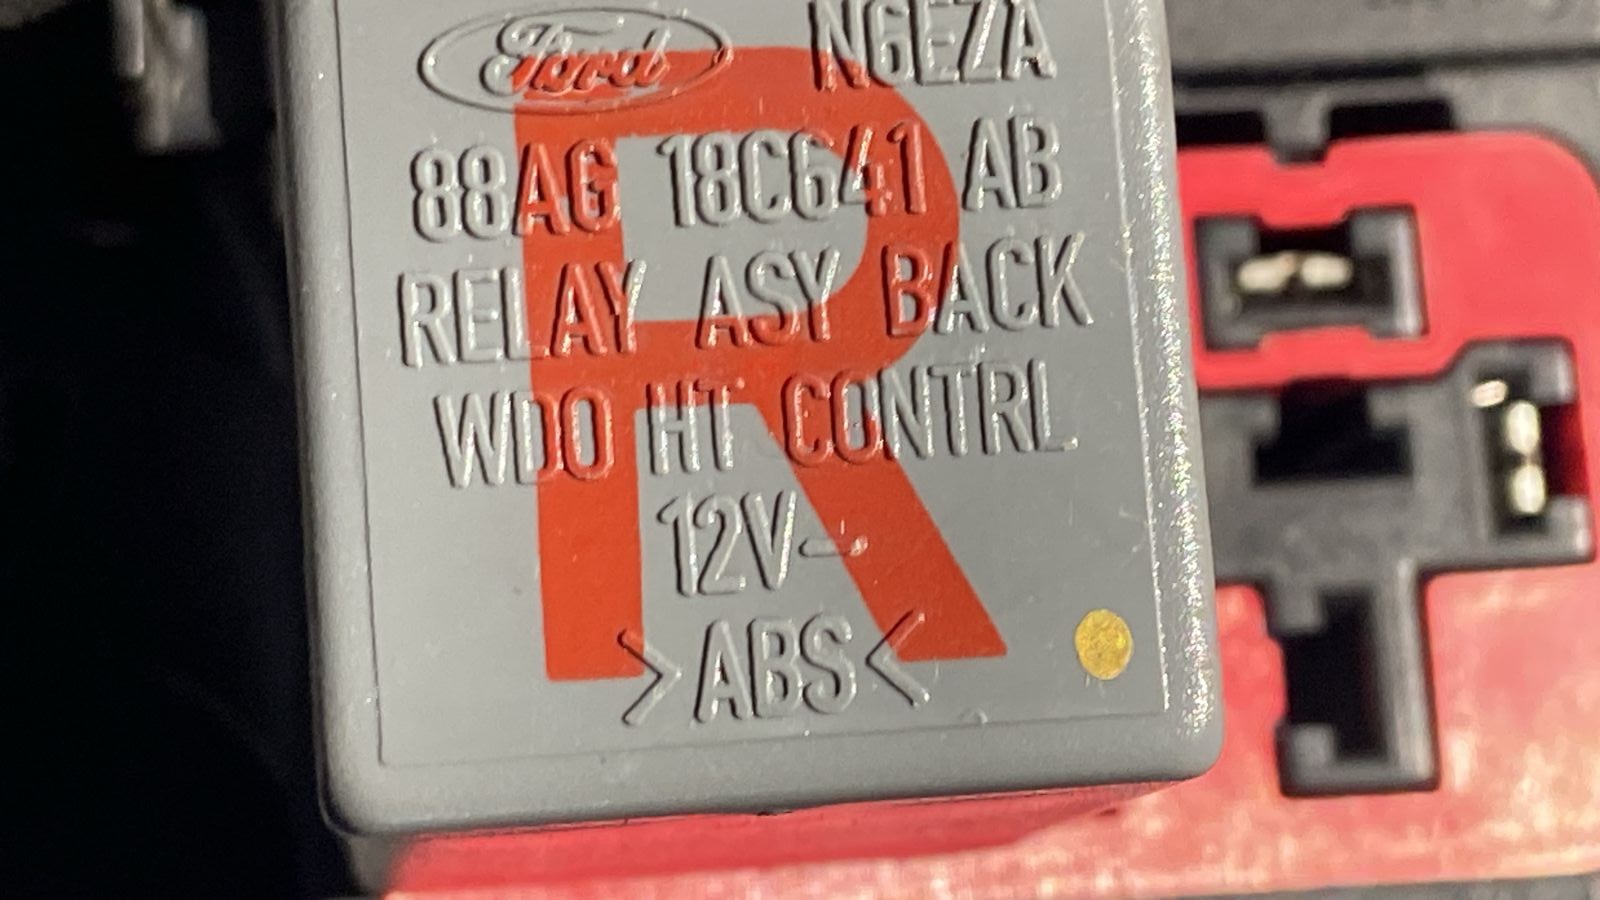 Ford N6EZA
88AG 18C641 AB
RELAY ASY BACK
WDO HT CONTRL
12V-
>ABS<
R